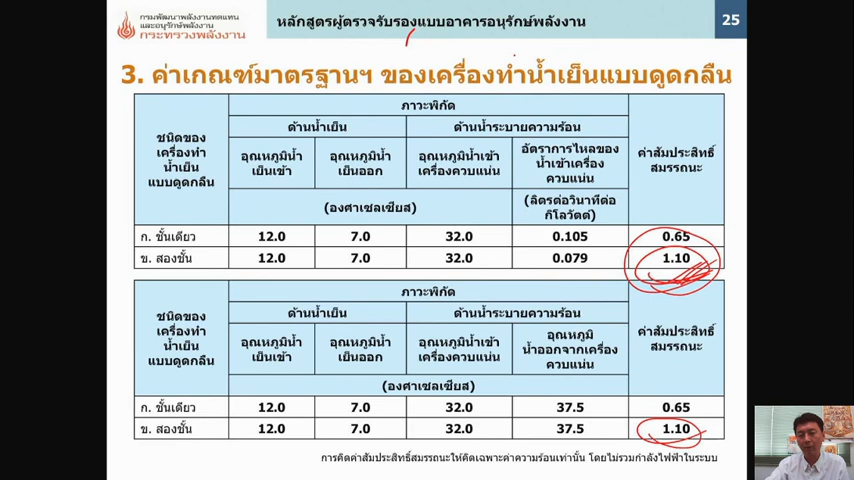 กรมพัฒนาพลังงานทดแทน
และอนุรักษ์พลังงาน
กระทรวงพลังงาน
หลักสูตรผู้ตรวจรับรองแบบอาคารอนุรักษ์พลังงาน
25
3. ค่าเกณฑ์มาตรฐานฯ ของเครื่องทำน้ำเย็นแบบดูดกลืน
ชนิดของ
เครื่องทำ
น้ำเย็น
แบบดูดกลืน
ภาวะพิกัด
ค่าสัมประสิทธิ์
สมรรถนะ
ด้านน้ำเย็น
ด้านน้ำระบายความร้อน
อุณหภูมิน้ำ
เย็นเข้า
อุณหภูมิน้ำ
เย็นออก
อุณหภูมิน้ำเข้า
เครื่องควบแน่น
อัตราการไหลของ
น้ำเข้าเครื่อง
ควบแน่น
(องศาเซลเซียส)
(ลิตรต่อวินาทีต่อ
กิโลวัตต์)
ก. ชั้นเดียว 12.0 7.0 32.0 0.105 0.65
ข. สองชั้น 12.0 7.0 32.0 0.079 1.10
ชนิดของ
เครื่องทำ
น้ำเย็น
แบบดูดกลืน
ภาวะพิกัด
ค่าสัมประสิทธิ์
สมรรถนะ
ด้านน้ำเย็น
ด้านน้ำระบายความร้อน
อุณหภูมิน้ำ
เย็นเข้า
อุณหภูมิน้ำ
เย็นออก
อุณหภูมิน้ำเข้า
เครื่องควบแน่น
อุณหภูมิ
น้ำออกจากเครื่อง
ควบแน่น
(องศาเซลเซียส)
ก. ชั้นเดียว 12.0 7.0 32.0 37.5 0.65
ข. สองชั้น 12.0 7.0 32.0 37.5 1.10
การคิดค่าสัมประสิทธิ์สมรรถนะให้คิดเฉพาะค่าความร้อนเท่านั้น โดยไม่รวมกำลังไฟฟ้าในระบบ